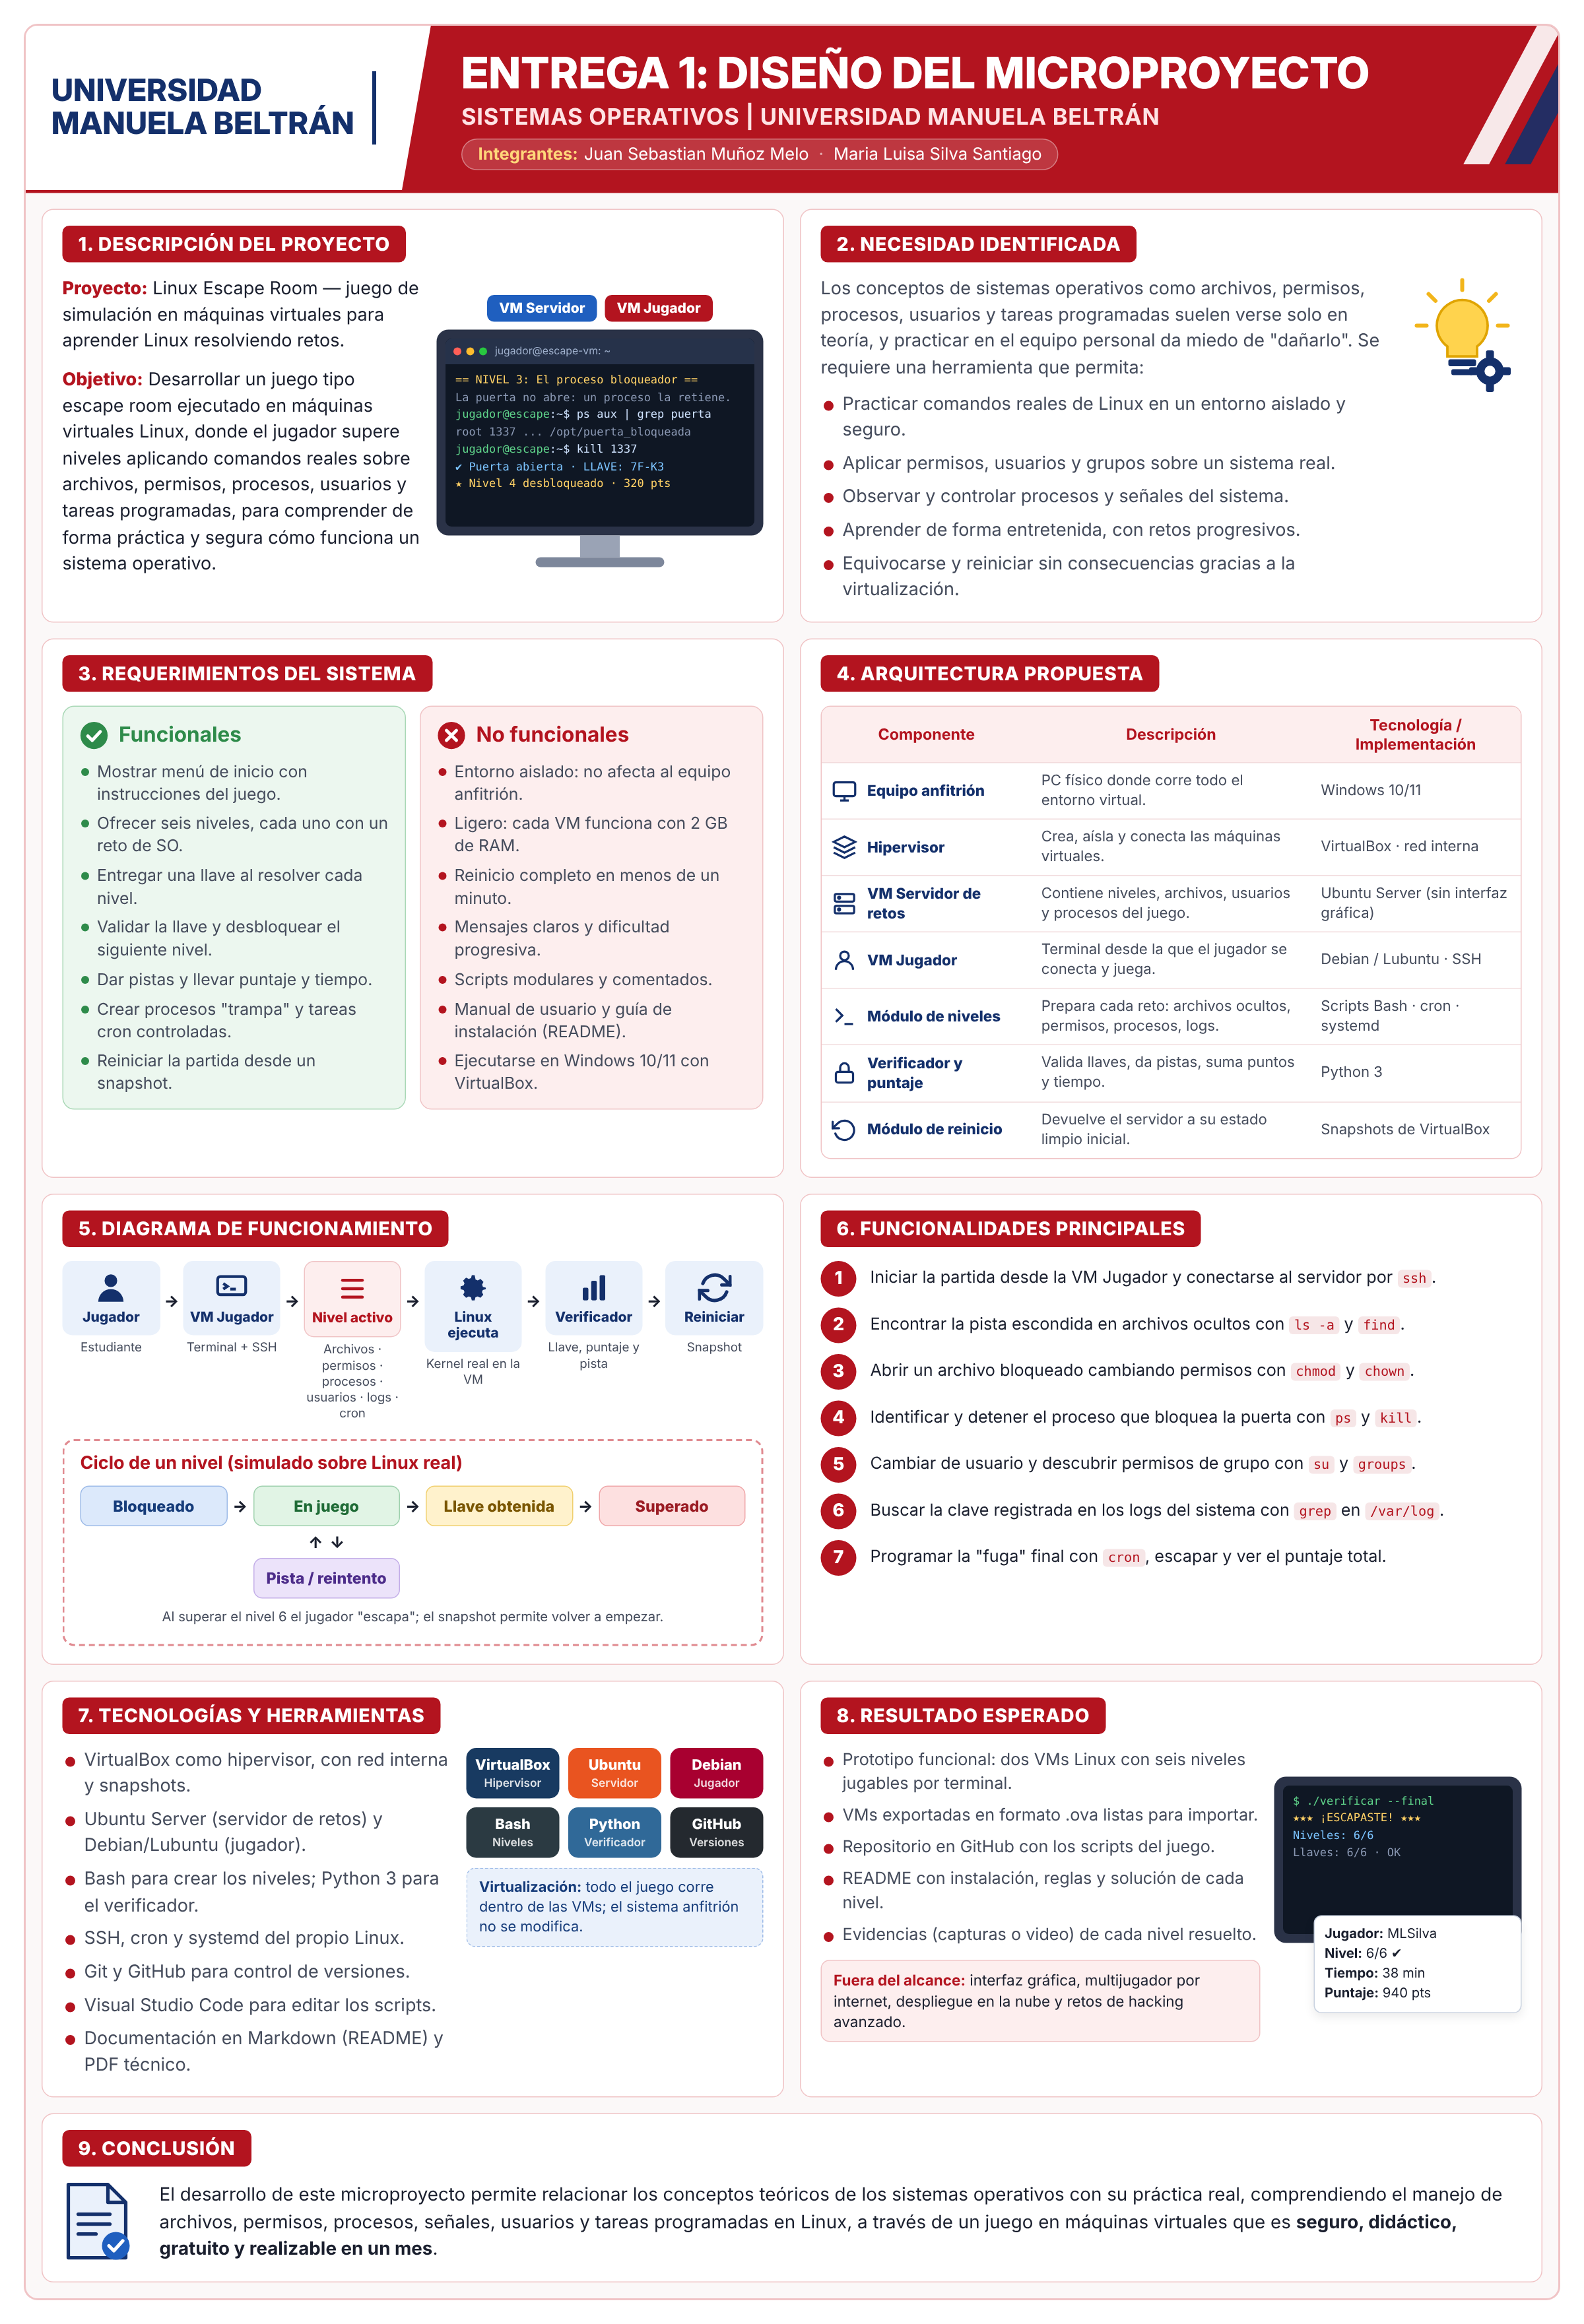 UNIVERSIDAD
MANUELA BELTRÁN
ENTREGA 1: DISEÑO DEL MICROPROYECTO
SISTEMAS OPERATIVOS | UNIVERSIDAD MANUELA BELTRÁN
Integrantes: Juan Sebastian Muñoz Melo · Maria Luisa Silva Santiago
1. DESCRIPCIÓN DEL PROYECTO
Proyecto: Linux Escape Room — juego de
simulación en máquinas virtuales para
aprender Linux resolviendo retos.
Objetivo: Desarrollar un juego tipo
escape room ejecutado en máquinas
virtuales Linux, donde el jugador supere
niveles aplicando comandos reales sobre
archivos, permisos, procesos, usuarios y
tareas programadas, para comprender de
forma práctica y segura cómo funciona un
sistema operativo.
VM Servidor
VM Jugador
jugador@escape-vm: ~
== NIVEL 3: El proceso bloqueador ==
La puerta no abre: un proceso la retiene.
jugador@escape:~$ ps aux | grep puerta
root 1337 ... /opt/puerta_bloqueada
jugador@escape:~$ kill 1337
✔ Puerta abierta · LLAVE: 7F-K3
★ Nivel 4 desbloqueado · 320 pts
2. NECESIDAD IDENTIFICADA
Los conceptos de sistemas operativos como archivos, permisos,
procesos, usuarios y tareas programadas suelen verse solo en
teoría, y practicar en el equipo personal da miedo de "dañarlo". Se
requiere una herramienta que permita:
Practicar comandos reales de Linux en un entorno aislado y
seguro.
Aplicar permisos, usuarios y grupos sobre un sistema real.
Observar y controlar procesos y señales del sistema.
Aprender de forma entretenida, con retos progresivos.
Equivocarse y reiniciar sin consecuencias gracias a la
virtualización.
3. REQUERIMIENTOS DEL SISTEMA
Funcionales
Mostrar menú de inicio con
instrucciones del juego.
Ofrecer seis niveles, cada uno con un
reto de SO.
Entregar una llave al resolver cada
nivel.
Validar la llave y desbloquear el
siguiente nivel.
Dar pistas y llevar puntaje y tiempo.
Crear procesos "trampa" y tareas
cron controladas.
Reiniciar la partida desde un
snapshot.
No funcionales
Entorno aislado: no afecta al equipo
anfitrión.
Ligero: cada VM funciona con 2 GB
de RAM.
Reinicio completo en menos de un
minuto.
Mensajes claros y dificultad
progresiva.
Scripts modulares y comentados.
Manual de usuario y guía de
instalación (README).
Ejecutarse en Windows 10/11 con
VirtualBox.
4. ARQUITECTURA PROPUESTA
Componente
Descripción
Tecnología /
Implementación
Equipo anfitrión
PC físico donde corre todo el
entorno virtual.
Windows 10/11
Hipervisor
Crea, aísla y conecta las máquinas
virtuales.
VirtualBox · red interna
VM Servidor de
retos
Contiene niveles, archivos, usuarios
y procesos del juego.
Ubuntu Server (sin interfaz
gráfica)
VM Jugador
Terminal desde la que el jugador se
conecta y juega.
Debian / Lubuntu · SSH
Módulo de niveles
Prepara cada reto: archivos ocultos,
permisos, procesos, logs.
Scripts Bash · cron ·
systemd
Verificador y
puntaje
Valida llaves, da pistas, suma puntos
y tiempo.
Python 3
Módulo de reinicio
Devuelve el servidor a su estado
limpio inicial.
Snapshots de VirtualBox
5. DIAGRAMA DE FUNCIONAMIENTO
Jugador
Estudiante
→
VM Jugador
Terminal + SSH
→
Nivel activo
Archivos ·
permisos ·
procesos ·
usuarios · logs ·
cron
→
Linux
ejecuta
Kernel real en la
VM
→
Verificador
Llave, puntaje y
pista
→
Reiniciar
Snapshot
Ciclo de un nivel (simulado sobre Linux real)
Bloqueado → En juego → Llave obtenida → Superado
↑ ↓
Pista / reintento
Al superar el nivel 6 el jugador "escapa"; el snapshot permite volver a empezar.
6. FUNCIONALIDADES PRINCIPALES
1 Iniciar la partida desde la VM Jugador y conectarse al servidor por ssh.
2 Encontrar la pista escondida en archivos ocultos con ls -a y find.
3 Abrir un archivo bloqueado cambiando permisos con chmod y chown.
4 Identificar y detener el proceso que bloquea la puerta con ps y kill.
5 Cambiar de usuario y descubrir permisos de grupo con su y groups.
6 Buscar la clave registrada en los logs del sistema con grep en /var/log.
7 Programar la "fuga" final con cron, escapar y ver el puntaje total.
7. TECNOLOGÍAS Y HERRAMIENTAS
VirtualBox como hipervisor, con red interna
y snapshots.
Ubuntu Server (servidor de retos) y
Debian/Lubuntu (jugador).
Bash para crear los niveles; Python 3 para
el verificador.
SSH, cron y systemd del propio Linux.
Git y GitHub para control de versiones.
Visual Studio Code para editar los scripts.
Documentación en Markdown (README) y
PDF técnico.
VirtualBox
Hipervisor
Ubuntu
Servidor
Debian
Jugador
Bash
Niveles
Python
Verificador
GitHub
Versiones
Virtualización: todo el juego corre
dentro de las VMs; el sistema anfitrión
no se modifica.
8. RESULTADO ESPERADO
Prototipo funcional: dos VMs Linux con seis niveles
jugables por terminal.
VMs exportadas en formato .ova listas para importar.
Repositorio en GitHub con los scripts del juego.
README con instalación, reglas y solución de cada
nivel.
Evidencias (capturas o video) de cada nivel resuelto.
Fuera del alcance: interfaz gráfica, multijugador por
internet, despliegue en la nube y retos de hacking
avanzado.
$ ./verificar --final
★★★ ¡ESCAPASTE! ★★★
Niveles: 6/6
Llaves: 6/6 · OK
Jugador: MLSilva
Nivel: 6/6 ✔
Tiempo: 38 min
Puntaje: 940 pts
9. CONCLUSIÓN
El desarrollo de este microproyecto permite relacionar los conceptos teóricos de los sistemas operativos con su práctica real, comprendiendo el manejo de
archivos, permisos, procesos, señales, usuarios y tareas programadas en Linux, a través de un juego en máquinas virtuales que es seguro, didáctico,
gratuito y realizable en un mes.